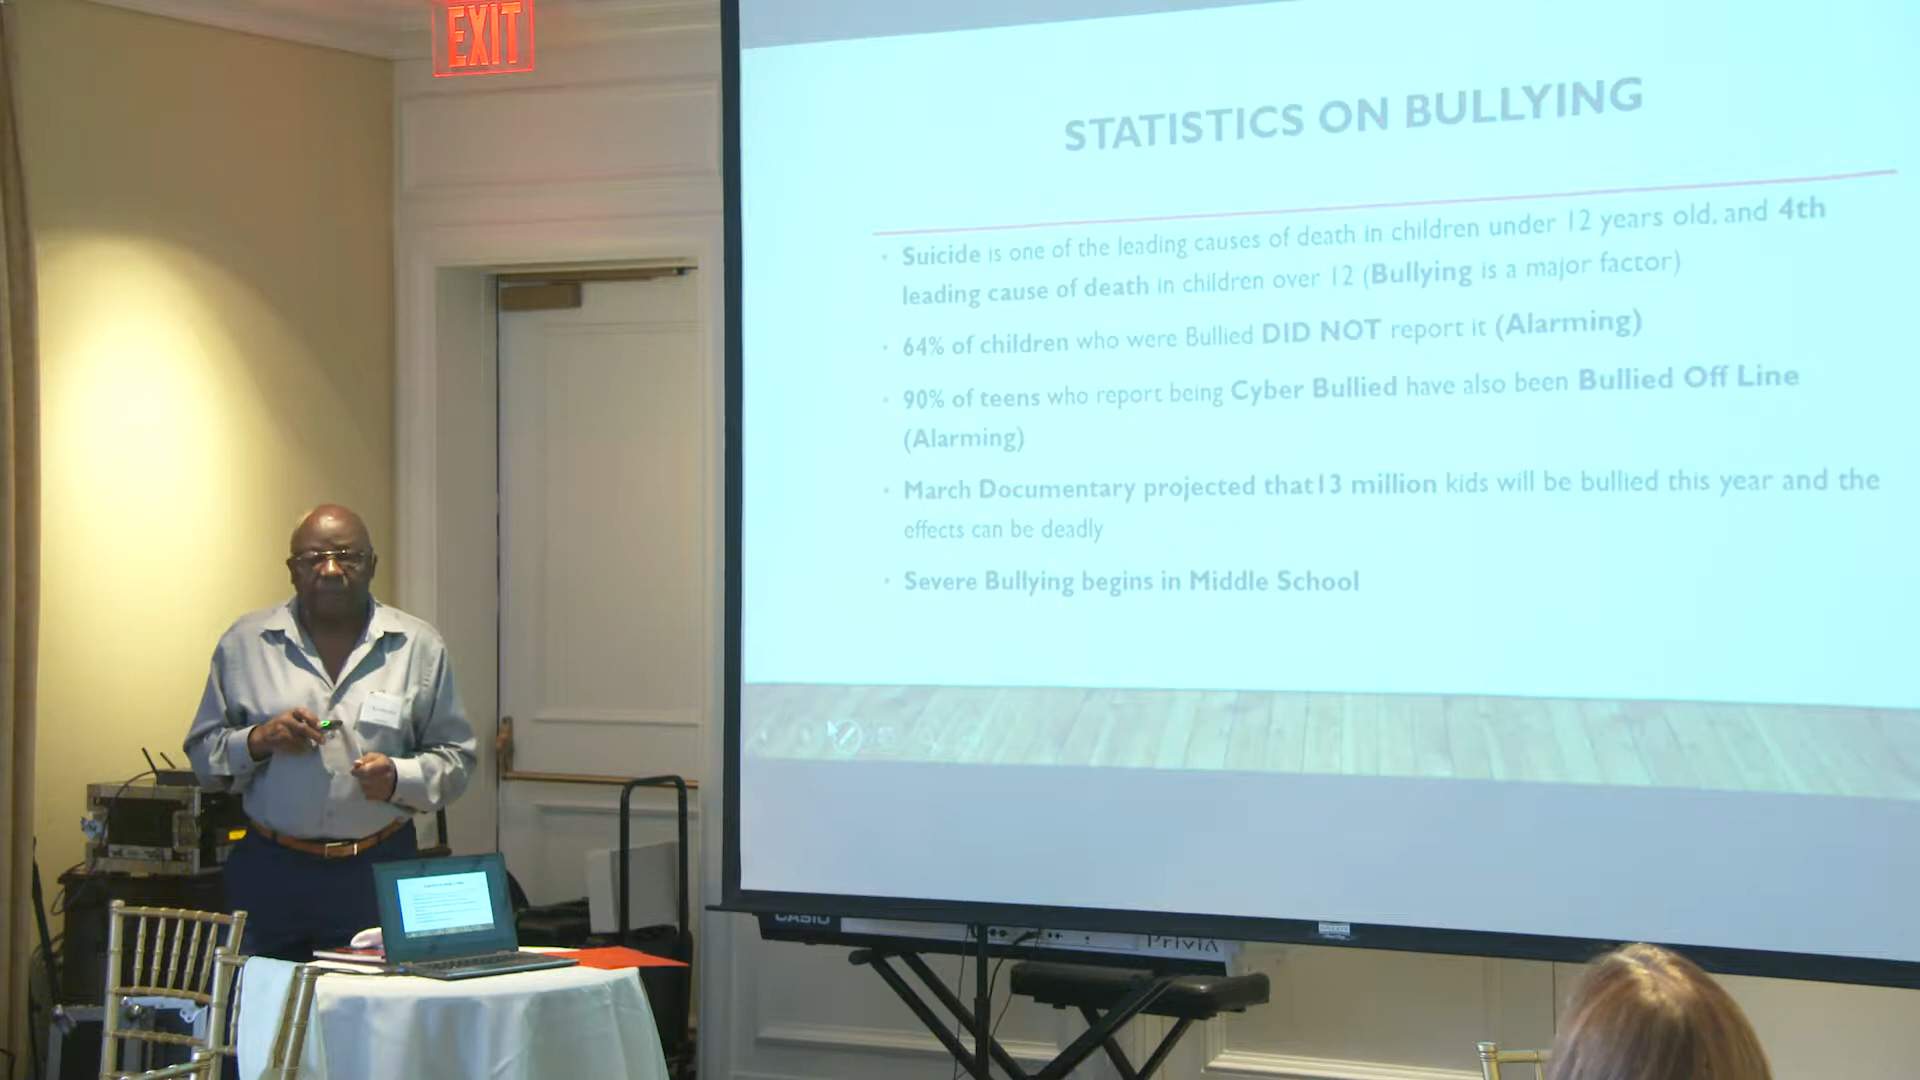 EXIT
STATISTICS ON BULLYING
• Suicide is one of the leading causes of death in children under 12 years old, and 4th
leading cause of death in children over 12 (Bullying is a major factor)
• 64% of children who were Bullied DID NOT report it (Alarming)
• 90% of teens who report being Cyber Bullied have also been Bullied Off Line
(Alarming)
• March Documentary projected that13 million kids will be bullied this year and the
effects can be deadly
• Severe Bullying begins in Middle School
CASIO
Privia